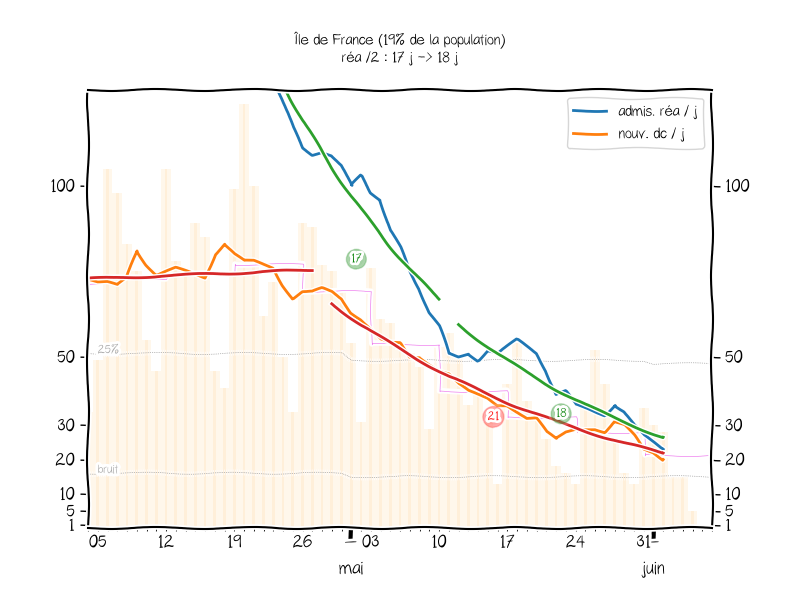 Île de France (19% de la population)
réa /2 : 17 j -> 18 j
admis. réa / j
nouv. dc / j
100
100
17
50
50
25%
30
30
21
18
20
20
bruit
10
10
5
5
1
1
05 12 19 26 03 10 17 24 31
mai juin